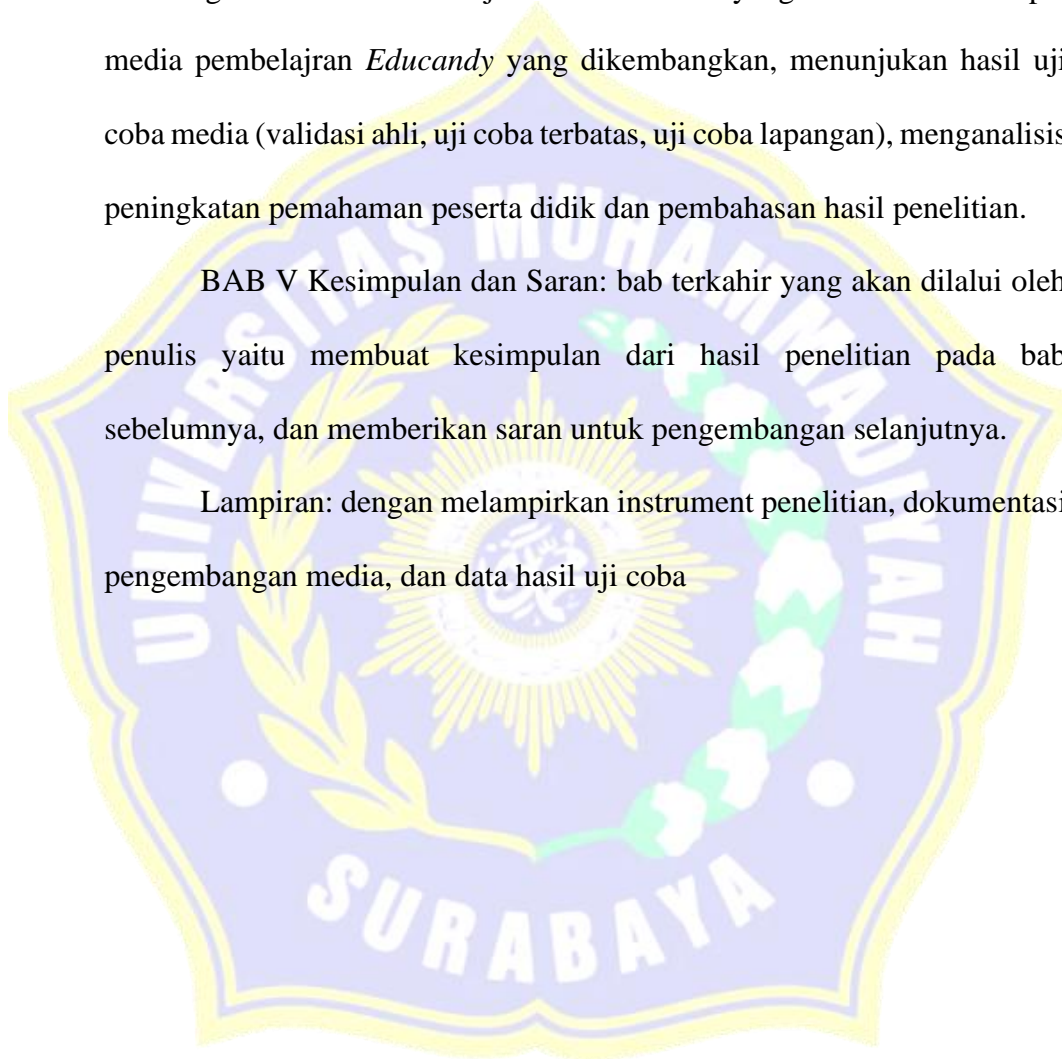 media pembelajran Educandy yang dikembangkan, menunjukan hasil uji
coba media (validasi ahli, uji coba terbatas, uji coba lapangan), menganalisis
peningkatan pemahaman peserta didik dan pembahasan hasil penelitian.
BAB V Kesimpulan dan Saran: bab terkahir yang akan dilalui oleh
penulis yaitu membuat kesimpulan dari hasil penelitian pada bab
sebelumnya, dan memberikan saran untuk pengembangan selanjutnya.
Lampiran: dengan melampirkan instrument penelitian, dokumentasi
pengembangan media, dan data hasil uji coba
UNIVERSITAS MUHAMMADIYAH
SURABAYA